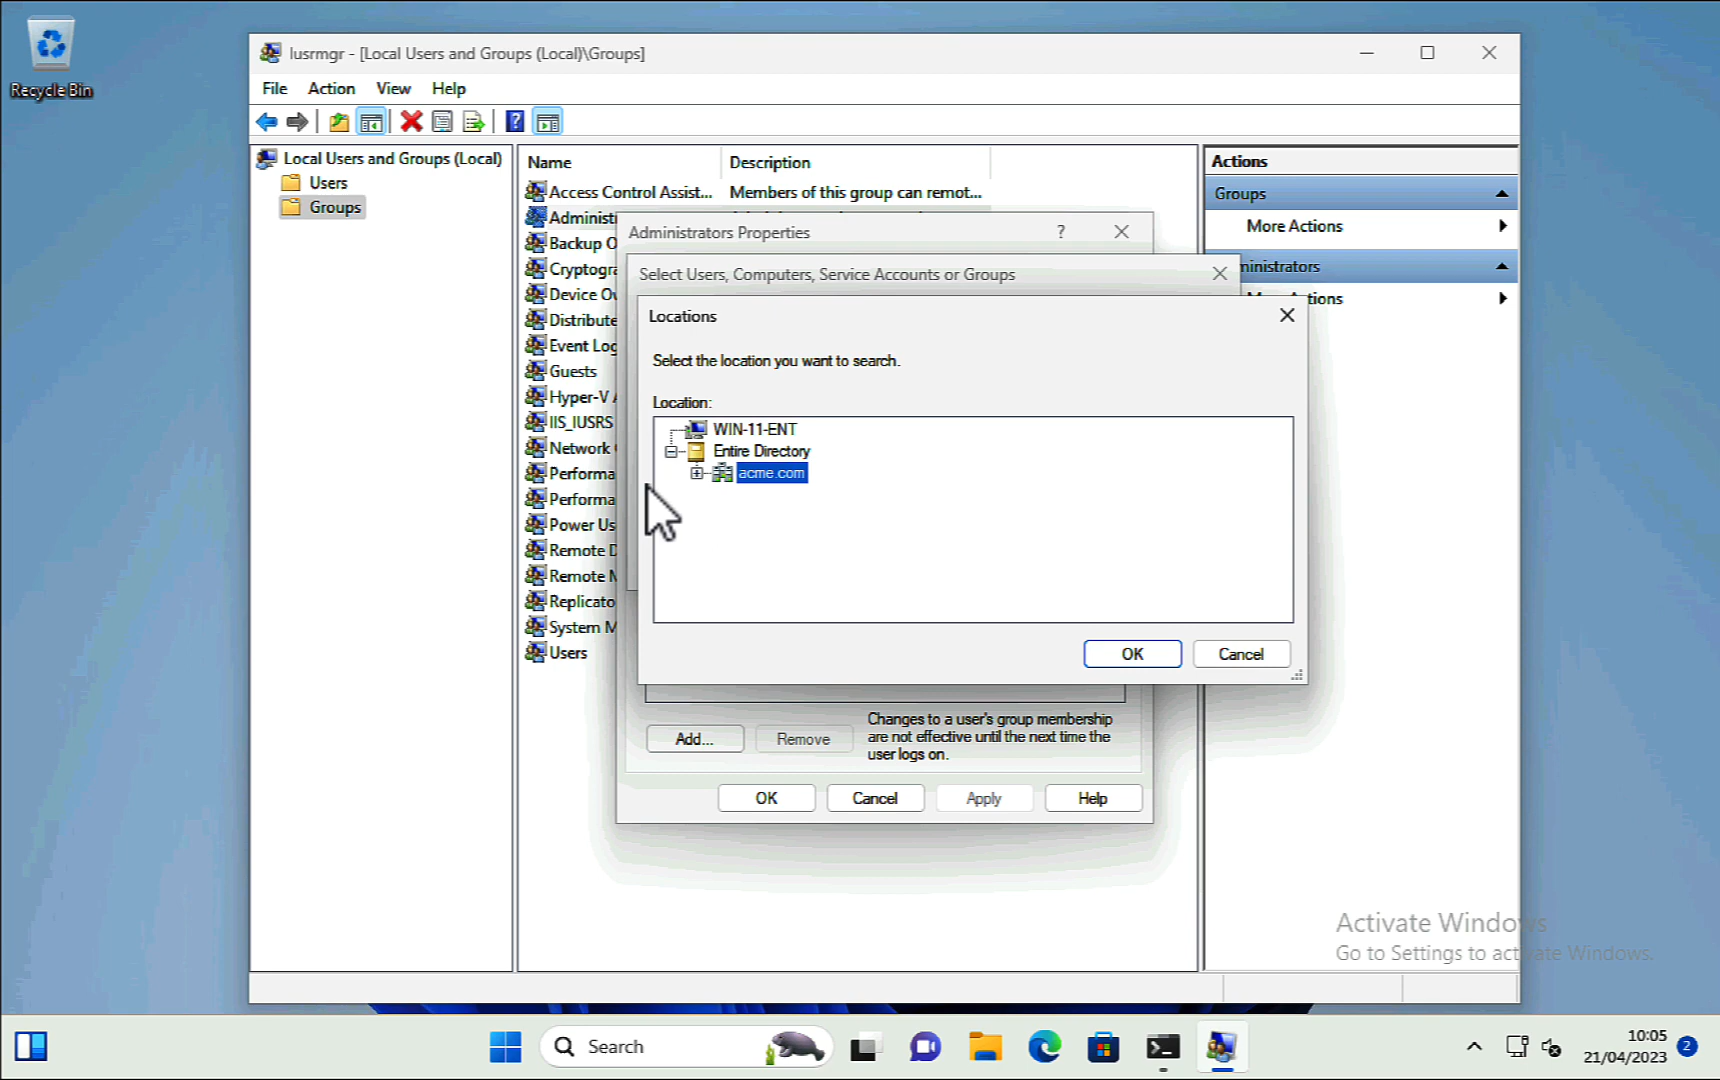 Recycle Bin
lusrmgr - [Local Users and Groups (Local)\Groups]
File Action View Help
Local Users and Groups (Local)
Users
Groups
Name Description
Access Control Assist... Members of this group can remot...
Administ
Backup O
Cryptogra
Device Ow
Distribute
Event Log
Guests
Hyper-V A
IIS_IUSRS
Network
Performa
Performa
Power Us
Remote D
Remote M
Replicato
System M
Users
Actions
Groups
More Actions
ministrators
More Actions
Administrators Properties
?
Select Users, Computers, Service Accounts or Groups
Locations
Select the location you want to search.
Location:
WIN-11-ENT
Entire Directory
acme.com
OK Cancel
Add... Remove
Changes to a user's group membership
are not effective until the next time the
user logs on.
OK Cancel Apply Help
Activate Windows
Go to Settings to activate Windows.
Search
10:05
21/04/2023
2